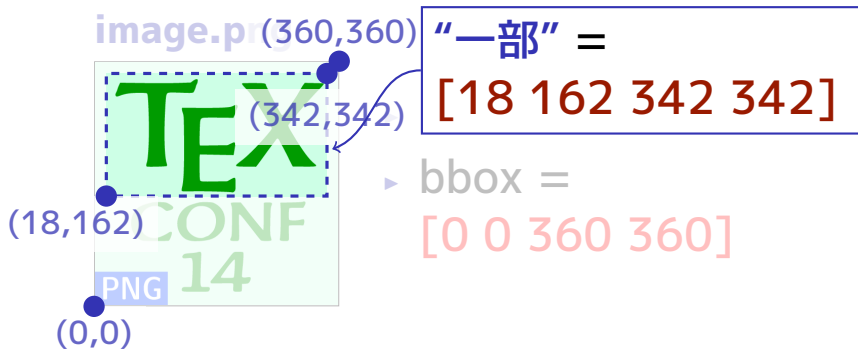 image.png
(360,360)
"一部" =
[18 162 342 342]
TEX
(342,342)
▸ bbox =
[0 0 360 360]
(18,162)
CONF
14
PNG
(0,0)